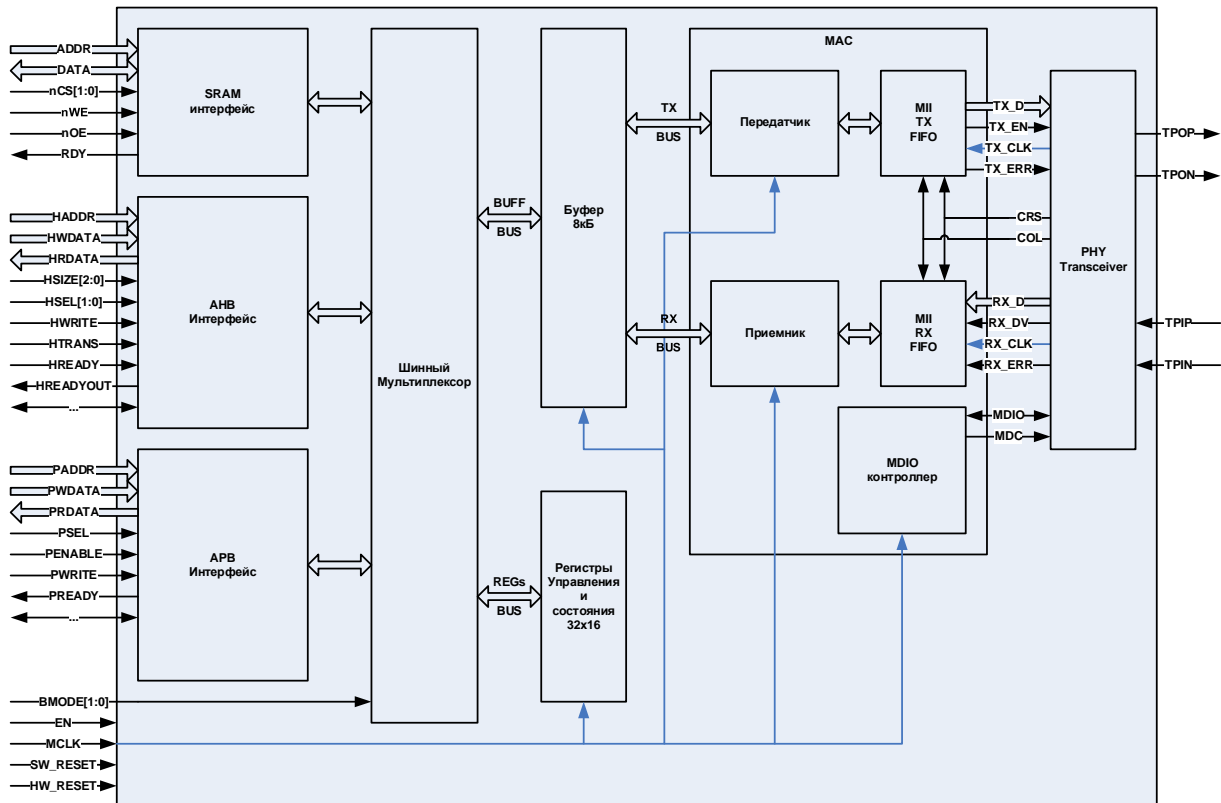 ADDR
DATA
nCS[1:0]
nWE
nOE
RDY
SRAM
интерфейс
HADDR
HWDATA
HRDATA
HSIZE[2:0]
HSEL[1:0]
HWRITE
HTRANS
HREADY
HREADYOUT
...
AHB
Интерфейс
PADDR
PWDATA
PRDATA
PSEL
PENABLE
PWRITE
PREADY
...
APB
Интерфейс
BMODE[1:0]
EN
MCLK
SW_RESET
HW_RESET
Шинный
Мультиплексор
BUFF
BUS
REGs
BUS
Буфер
8кБ
Регистры
Управления
и
состояния
32x16
TX
BUS
RX
BUS
MAC
Передатчик
MII
TX
FIFO
Приемник
MII
RX
FIFO
MDIO
контроллер
TX_D
TX_EN
TX_CLK
TX_ERR
CRS
COL
RX_D
RX_DV
RX_CLK
RX_ERR
MDIO
MDC
PHY
Transceiver
TPOP
TPON
TPIP
TPIN